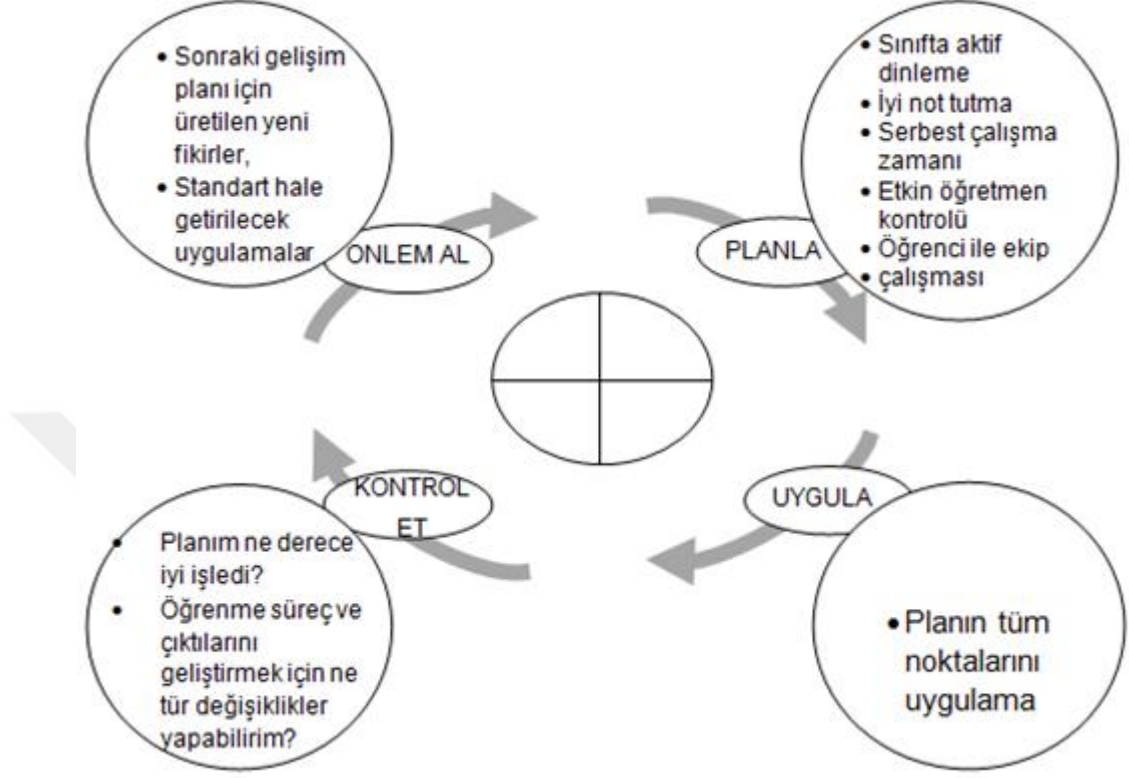 • Sonraki gelişim
planı için
üretilen yeni
fikirler,
• Standart hale
getirilecek
uygulamalar
ÖNLEM AL
• Sınıfta aktif
dinleme
• İyi not tutma
• Serbest çalışma
zamanı
• Etkin öğretmen
kontrolü
• Öğrenci ile ekip
• çalışması
PLANLA
KONTROL
ET
• Planım ne derece
iyi işledi?
• Öğrenme süreç ve
çıktılarını
geliştirmek için ne
tür değişiklikler
yapabilirim?
UYGULA
• Planın tüm
noktalarını
uygulama